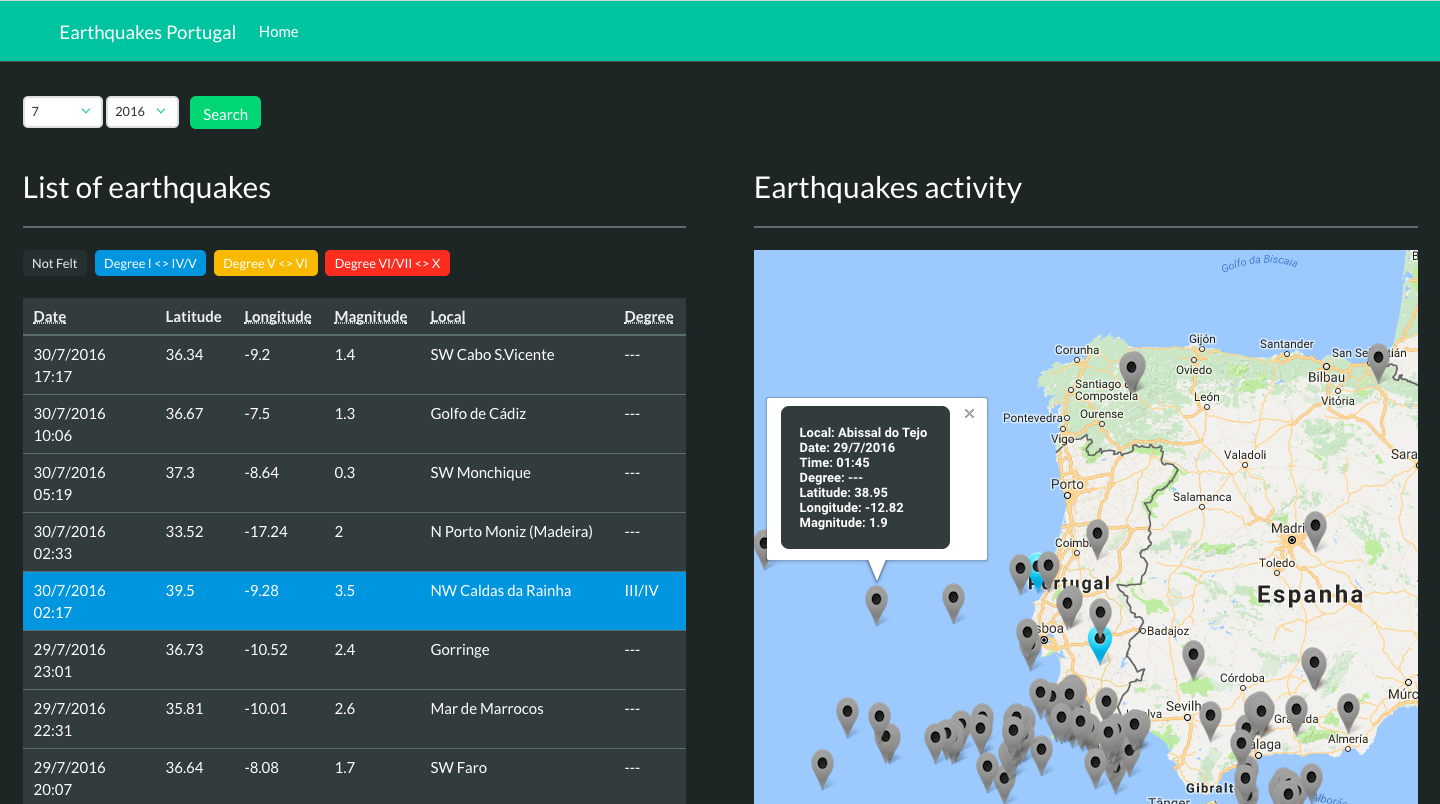 Earthquakes Portugal Home
7 2016 Search
List of earthquakes
Not Felt Degree I <> IV/V Degree V <> VI Degree VI/VII <> X
Date Latitude Longitude Magnitude Local Degree
30/7/2016 36.34 -9.2 1.4 SW Cabo S.Vicente ---
17:17
30/7/2016 36.67 -7.5 1.3 Golfo de Cádiz ---
10:06
30/7/2016 37.3 -8.64 0.3 SW Monchique ---
05:19
30/7/2016 33.52 -17.24 2 N Porto Moniz (Madeira) ---
02:33
30/7/2016 39.5 -9.28 3.5 NW Caldas da Rainha III/IV
02:17
29/7/2016 36.73 -10.52 2.4 Gorringe ---
23:01
29/7/2016 35.81 -10.01 2.6 Mar de Marrocos ---
22:31
29/7/2016 36.64 -8.08 1.7 SW Faro ---
20:07
Earthquakes activity
Golfo da Biscaia
Gijón
Corunha
Santander
San Se tián
Oviedo
Bilbau
Santiago
Compostela
León
Vitória
Pontevedra
Ourense
Vigo
Local: Abissal do Tejo
Date: 29/7/2016
Time: 01:45
Degree: ---
Latitude: 38.95
Longitude: -12.82
Magnitude: 1.9
Valadoli
Sara
Porto
Salamanca
Madri
Coimb
Toledo
Portugal
Espanha
sboa
Badajoz
Córdoba
Múrc
elva
Sevilh
Gra da
alaga
Almería
Gibralt
Tânger
Alborá